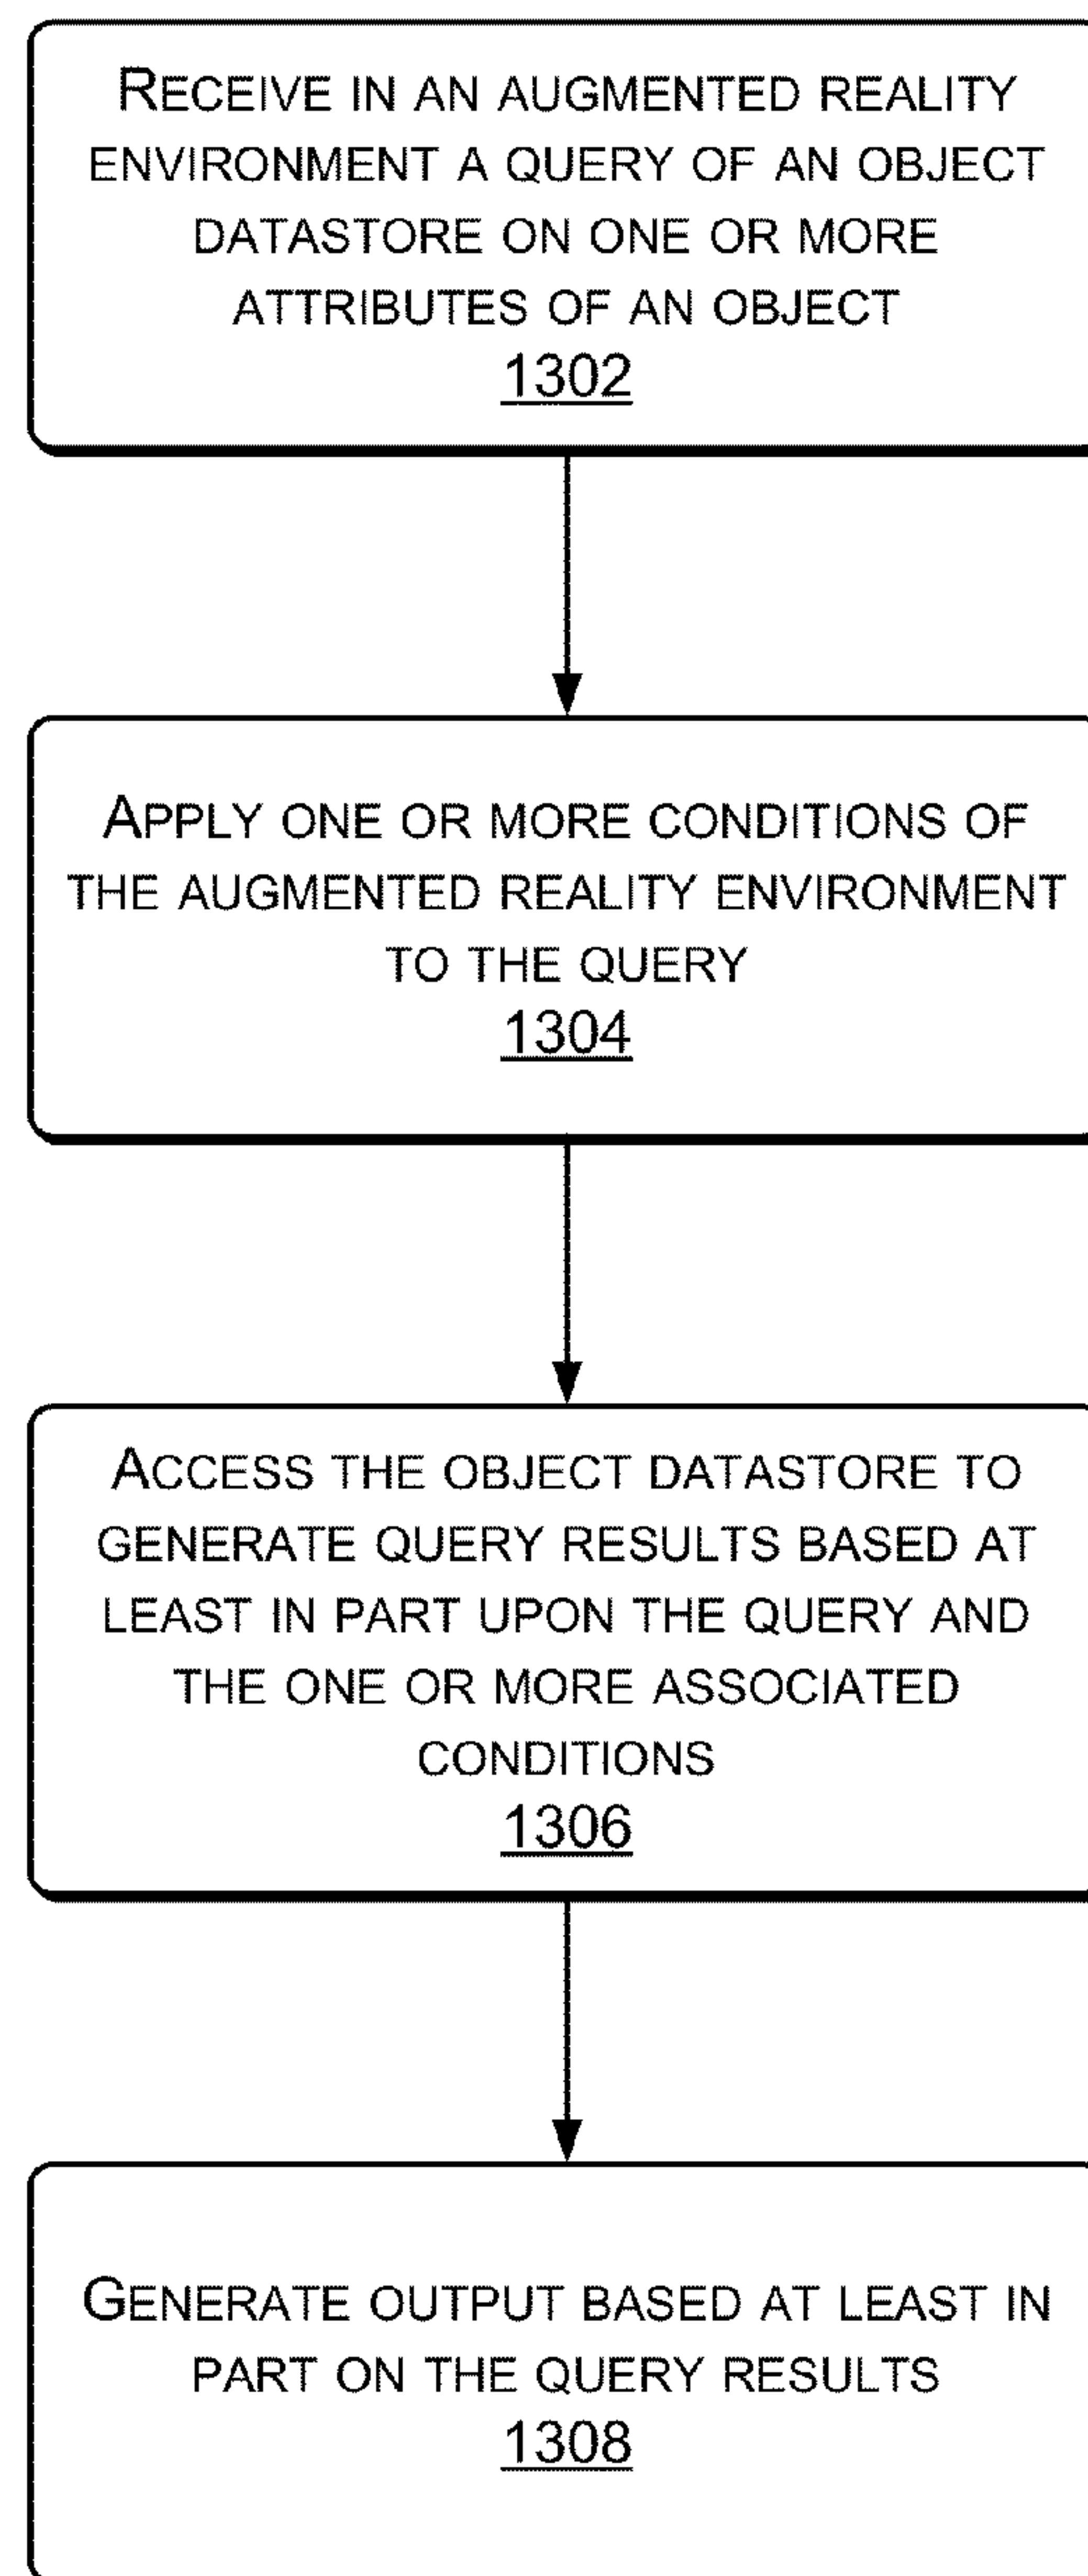 RECEIVE IN AN AUGMENTED REALITY
ENVIRONMENT A QUERY OF AN OBJECT
DATASTORE ON ONE OR MORE
ATTRIBUTES OF AN OBJECT
1302
APPLY ONE OR MORE CONDITIONS OF
THE AUGMENTED REALITY ENVIRONMENT
TO THE QUERY
1304
ACCESS THE OBJECT DATASTORE TO
GENERATE QUERY RESULTS BASED AT
LEAST IN PART UPON THE QUERY AND
THE ONE OR MORE ASSOCIATED
CONDITIONS
1306
GENERATE OUTPUT BASED AT LEAST IN
PART ON THE QUERY RESULTS
1308